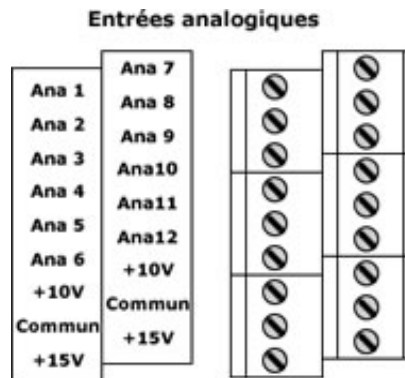 Entrées analogiques
Ana 1
Ana 2
Ana 3
Ana 4
Ana 5
Ana 6
+10V
Commun
+15V
Ana 7
Ana 8
Ana 9
Ana10
Ana11
Ana12
+10V
Commun
+15V